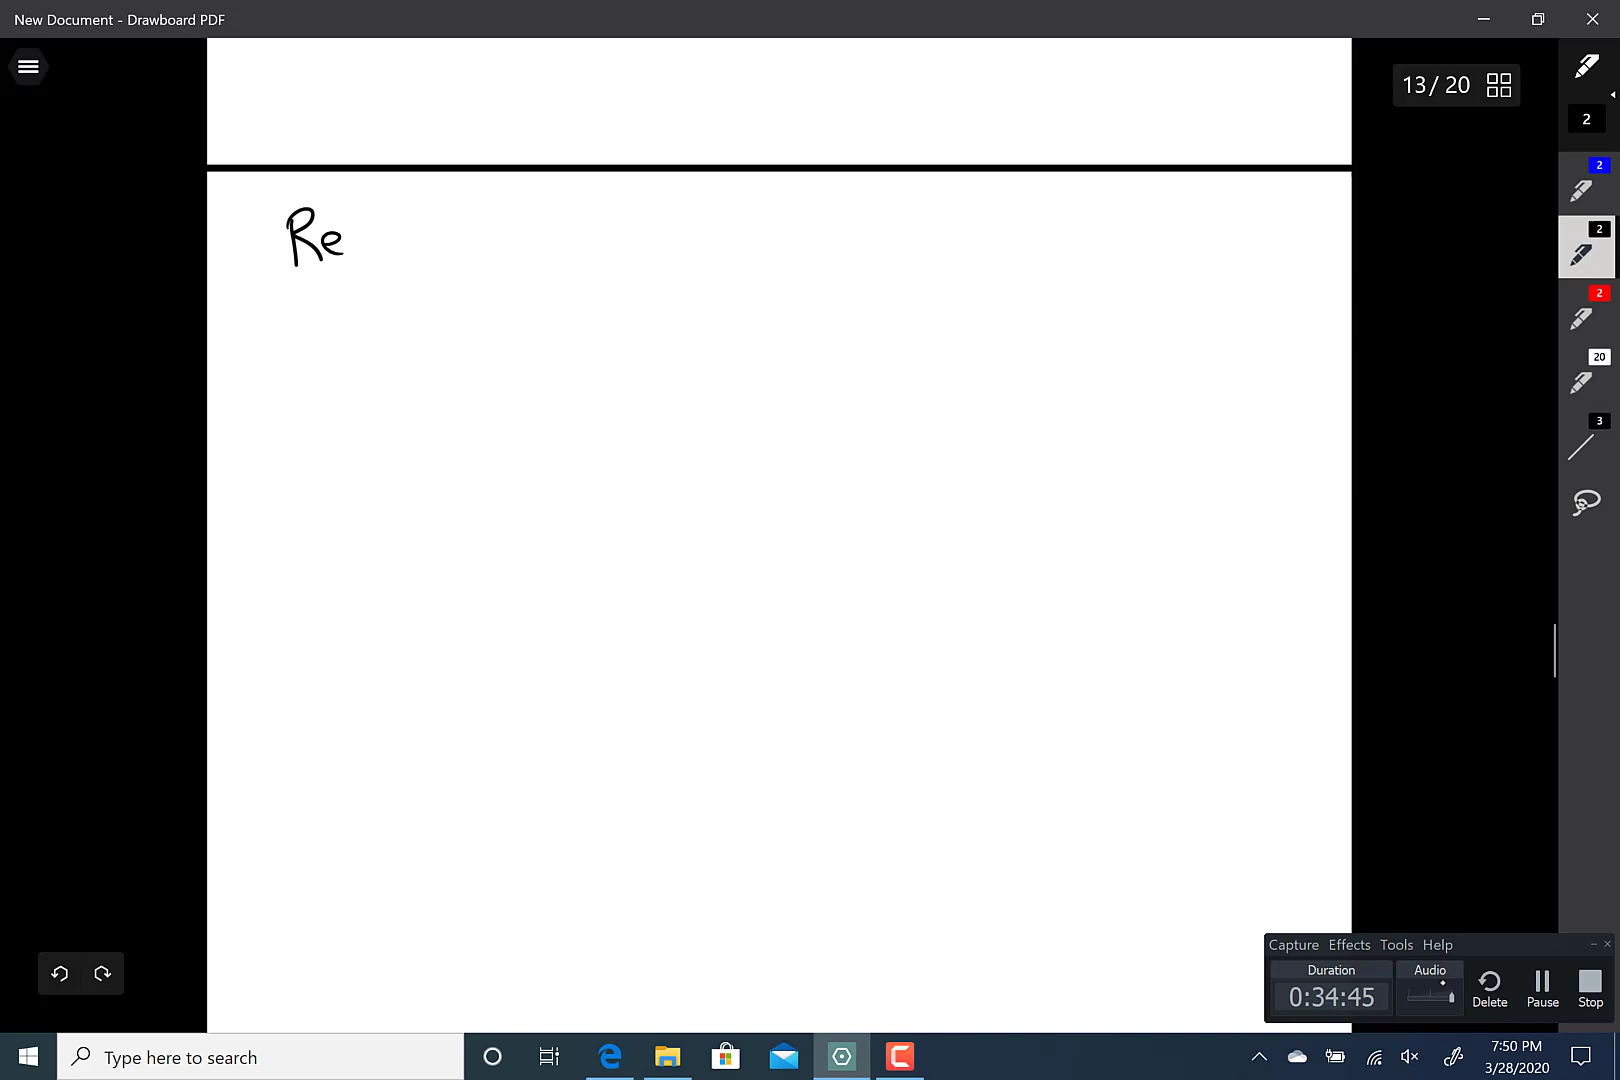 New Document - Drawboard PDF
13 / 20
2
2
2
2
20
3
Re
Capture Effects Tools Help
Duration
Audio
0:34:45
Delete
Pause
Stop
Type here to search
7:50 PM
3/28/2020